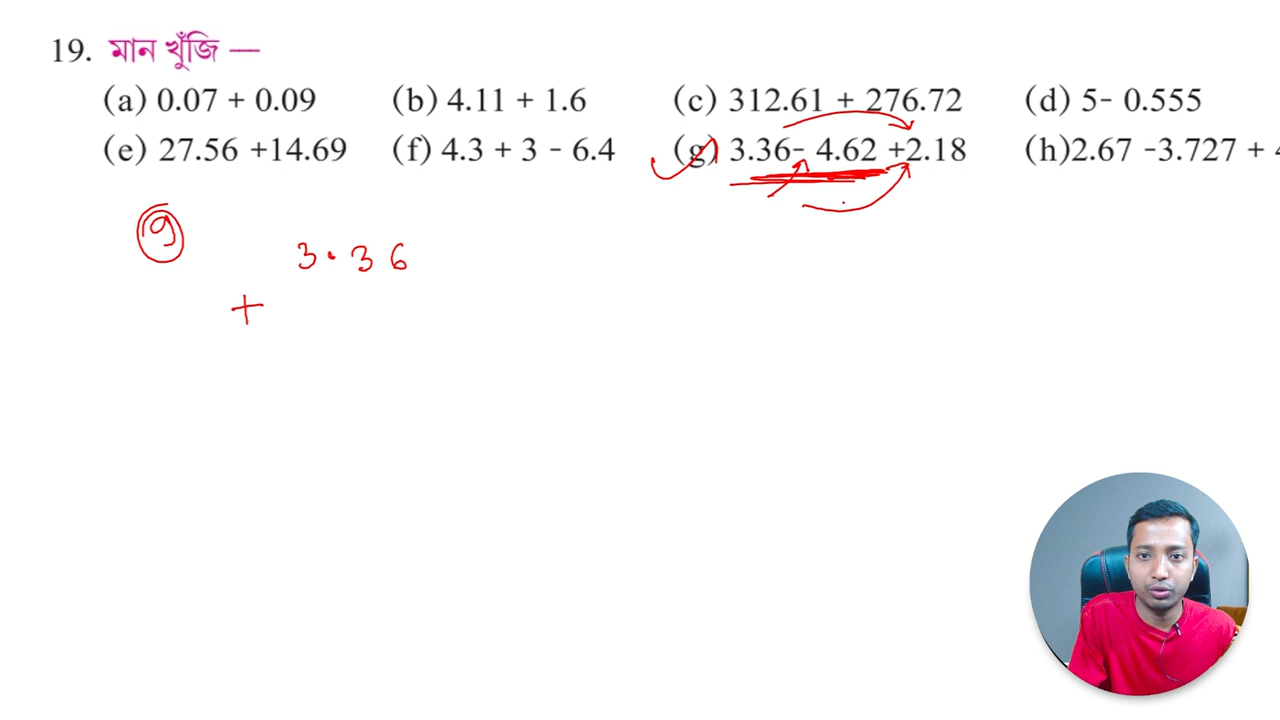 19. মান খুঁজি —
(a) 0.07 + 0.09 (b) 4.11 + 1.6 (c) 312.61 + 276.72 (d) 5- 0.555
(e) 27.56 +14.69 (f) 4.3 + 3 - 6.4 (g) 3.36- 4.62 +2.18 (h)2.67 -3.727 +
g
3.36
+